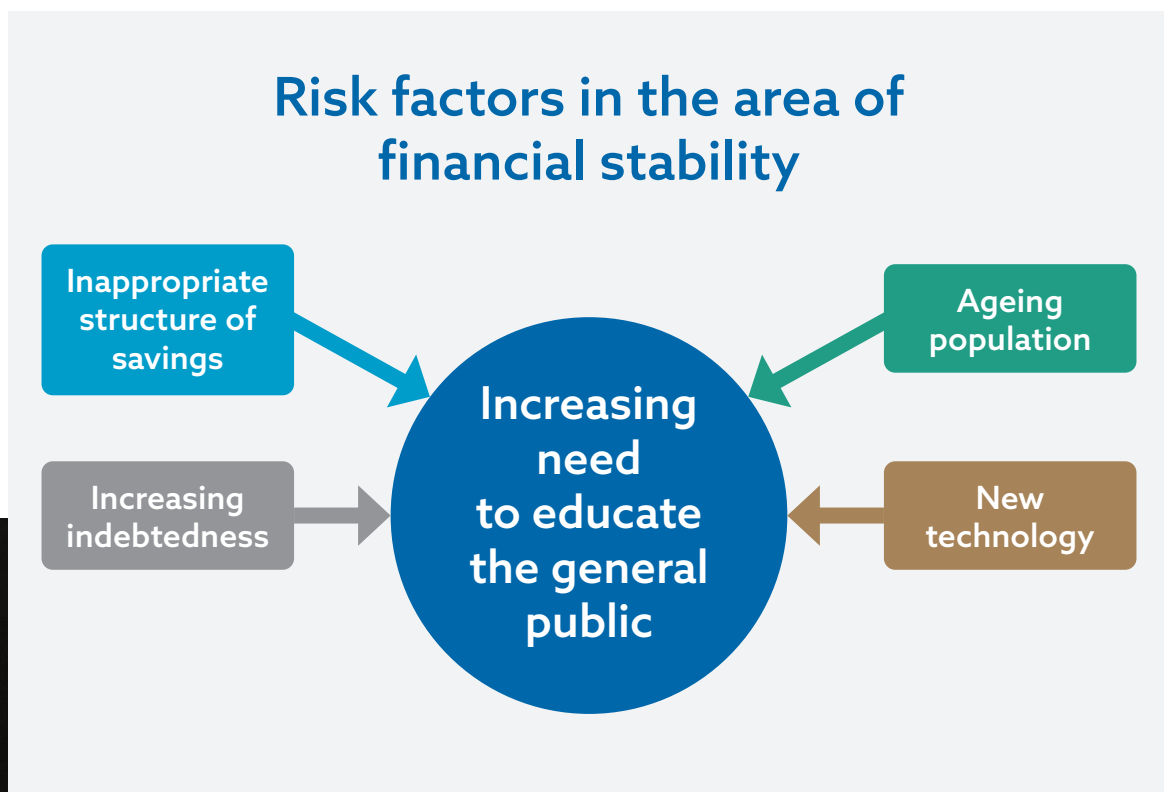 Risk factors in the area of
financial stability
Inappropriate
structure of
savings
Ageing
population
Increasing
need
to educate
the general
public
Increasing
indebtedness
New
technology